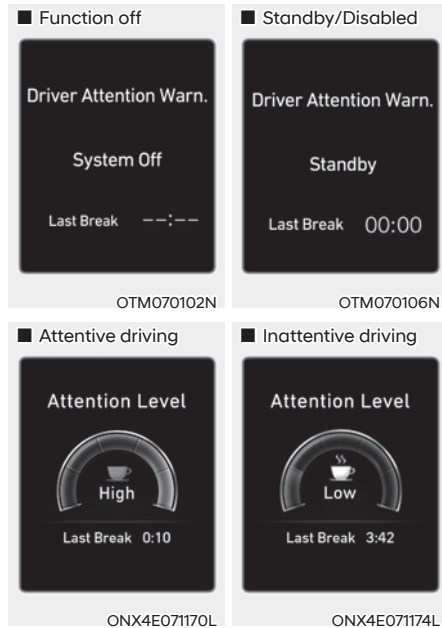 ■ Function off
Driver Attention Warn.
System Off
Last Break --:--
OTM070102N
■ Standby/Disabled
Driver Attention Warn.
Standby
Last Break 00:00
OTM070106N
■ Attentive driving
Attention Level
High
Last Break 0:10
ONX4E071170L
■ Inattentive driving
Attention Level
Low
Last Break 3:42
ONX4E071174L